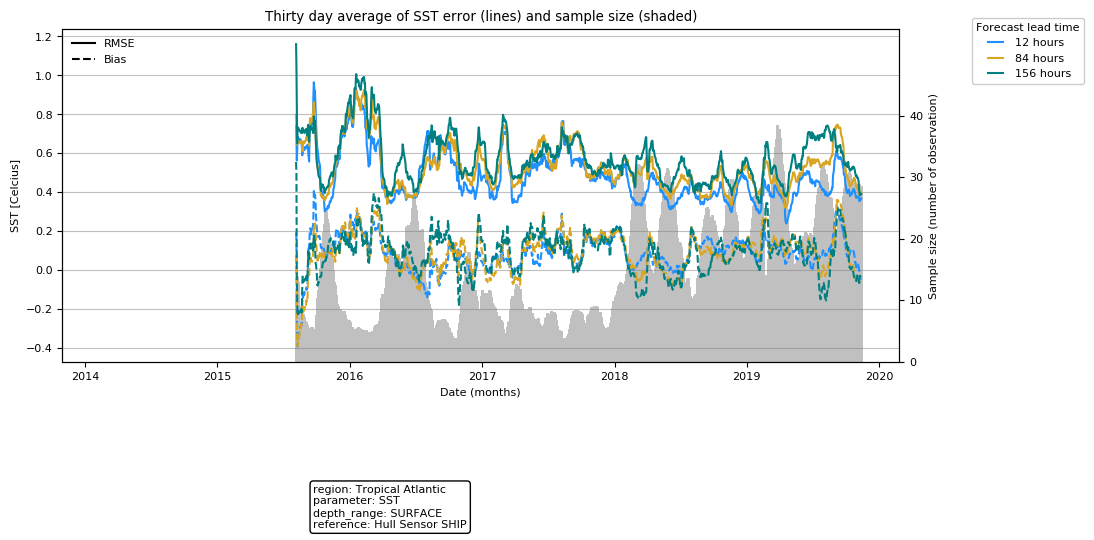 Thirty day average of SST error (lines) and sample size (shaded)
RMSE
Bias
Forecast lead time
12 hours
84 hours
156 hours
SST [Celcius]
1.2
1.0
0.8
0.6
0.4
0.2
0.0
−0.2
−0.4
Sample size (number of observation)
40
30
20
10
0
2014
2015
2016
2017
2018
2019
2020
Date (months)
region: Tropical Atlantic
parameter: SST
depth_range: SURFACE
reference: Hull Sensor SHIP